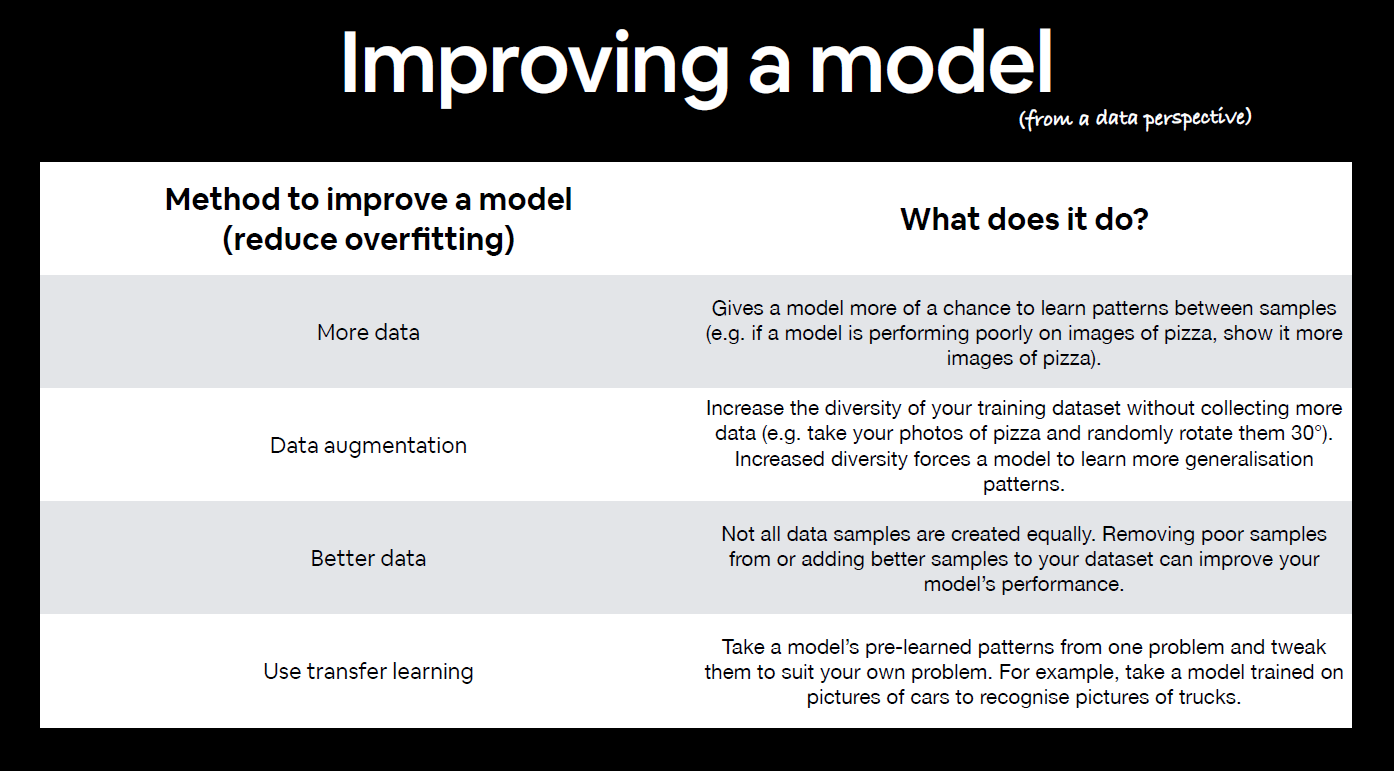 Improving a model
(from a data perspective)
Method to improve a model
(reduce overfitting)
What does it do?
More data
Gives a model more of a chance to learn patterns between samples
(e.g. if a model is performing poorly on images of pizza, show it more
images of pizza).
Data augmentation
Increase the diversity of your training dataset without collecting more
data (e.g. take your photos of pizza and randomly rotate them 30°).
Increased diversity forces a model to learn more generalisation
patterns.
Better data
Not all data samples are created equally. Removing poor samples
from or adding better samples to your dataset can improve your
model’s performance.
Use transfer learning
Take a model’s pre-learned patterns from one problem and tweak
them to suit your own problem. For example, take a model trained on
pictures of cars to recognise pictures of trucks.